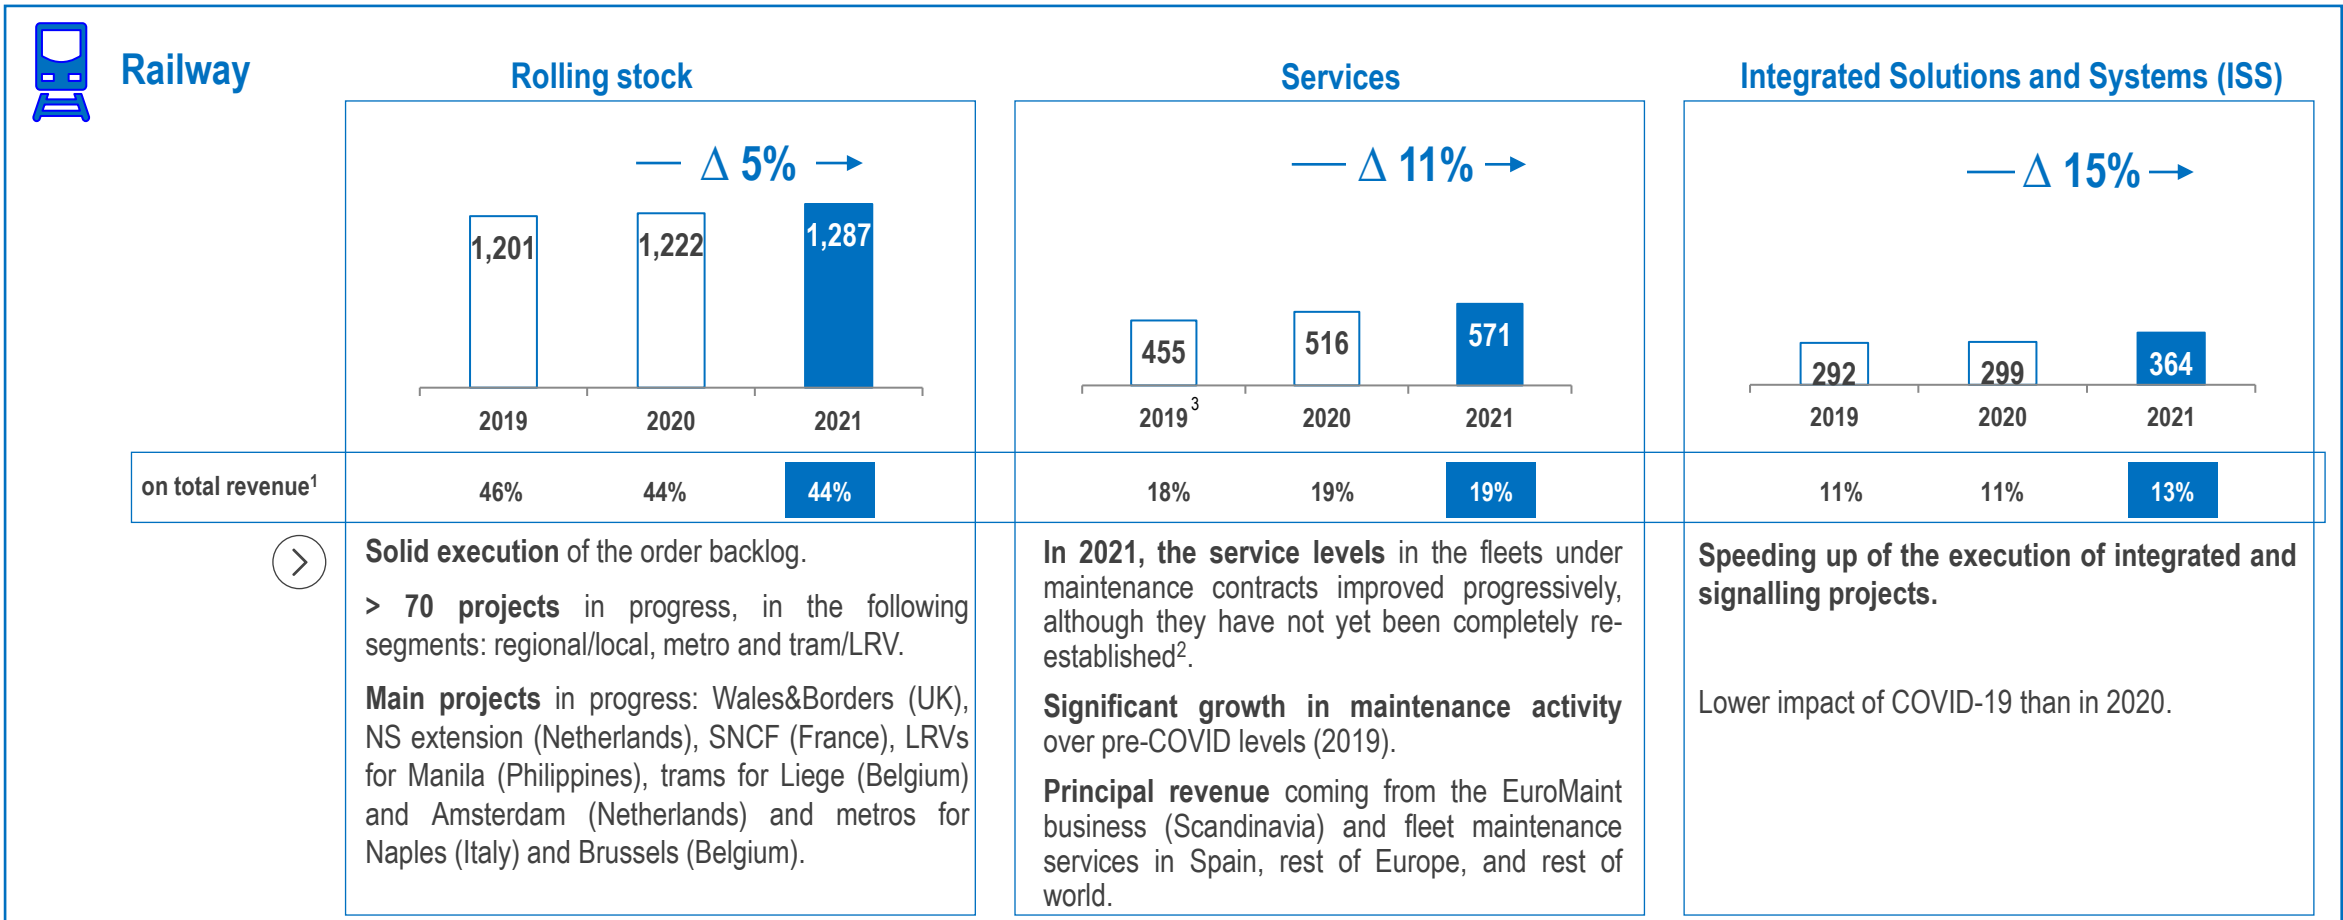 Railway
Rolling stock
Δ 5%
1,201
1,222
1,287
2019
2020
2021
Services
Δ 11%
455
516
571
2019³
2020
2021
Integrated Solutions and Systems (ISS)
Δ 15%
292
299
364
2019
2020
2021
on total revenue¹
46%
44%
44%
18%
19%
19%
11%
11%
13%
Solid execution of the order backlog.
> 70 projects in progress, in the following
segments: regional/local, metro and tram/LRV.
Main projects in progress: Wales&Borders (UK),
NS extension (Netherlands), SNCF (France), LRVs
for Manila (Philippines), trams for Liege (Belgium)
and Amsterdam (Netherlands) and metros for
Naples (Italy) and Brussels (Belgium).
In 2021, the service levels in the fleets under
maintenance contracts improved progressively,
although they have not yet been completely re-
established².
Significant growth in maintenance activity
over pre-COVID levels (2019).
Principal revenue coming from the EuroMaint
business (Scandinavia) and fleet maintenance
services in Spain, rest of Europe, and rest of
world.
Speeding up of the execution of integrated and
signalling projects.
Lower impact of COVID-19 than in 2020.